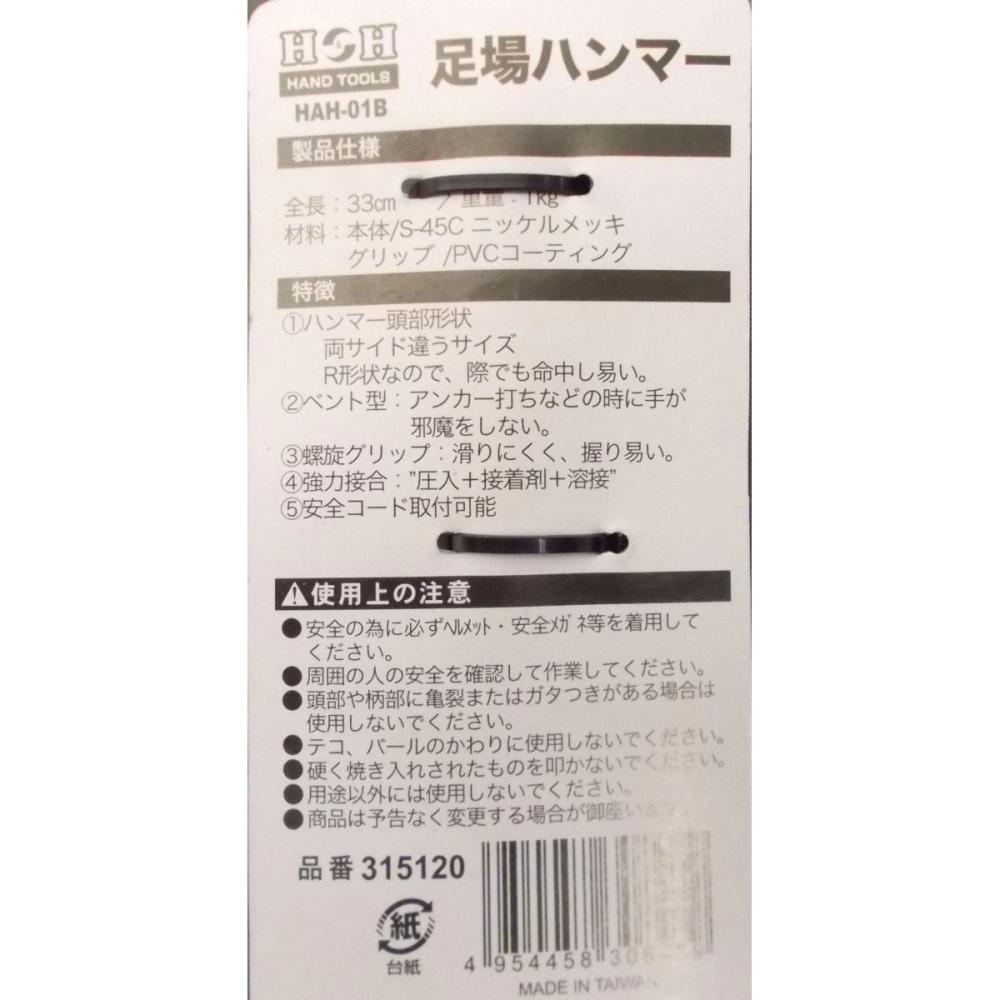 HSH
HAND TOOLS
HAH-01B
足場ハンマー
製品仕様
全長：33cm / 重量：1kg
材料：本体/S-45C ニッケルメッキ
グリップ /PVCコーティング
特徴
①ハンマー頭部形状
両サイド違うサイズ
R形状なので、際でも命中し易い。
②ベント型：アンカー打ちなどの時に手が
邪魔をしない。
③螺旋グリップ：滑りにくく、握り易い。
④強力接合：”圧入＋接着剤＋溶接”
⑤安全コード取付可能
使用上の注意
●安全の為に必ずﾍﾙﾒｯﾄ・安全ﾒｶﾞﾈ等を着用して
ください。
●周囲の人の安全を確認して作業してください。
●頭部や柄部に亀裂またはガタつきがある場合は
使用しないでください。
●テコ、バールのかわりに使用しないでください。
●硬く焼き入れされたものを叩かないでください。
●用途以外には使用しないでください。
●商品は予告なく変更する場合が御座います。
品番 315120
紙
台紙
4 954458 30
MADE IN TAIWAN